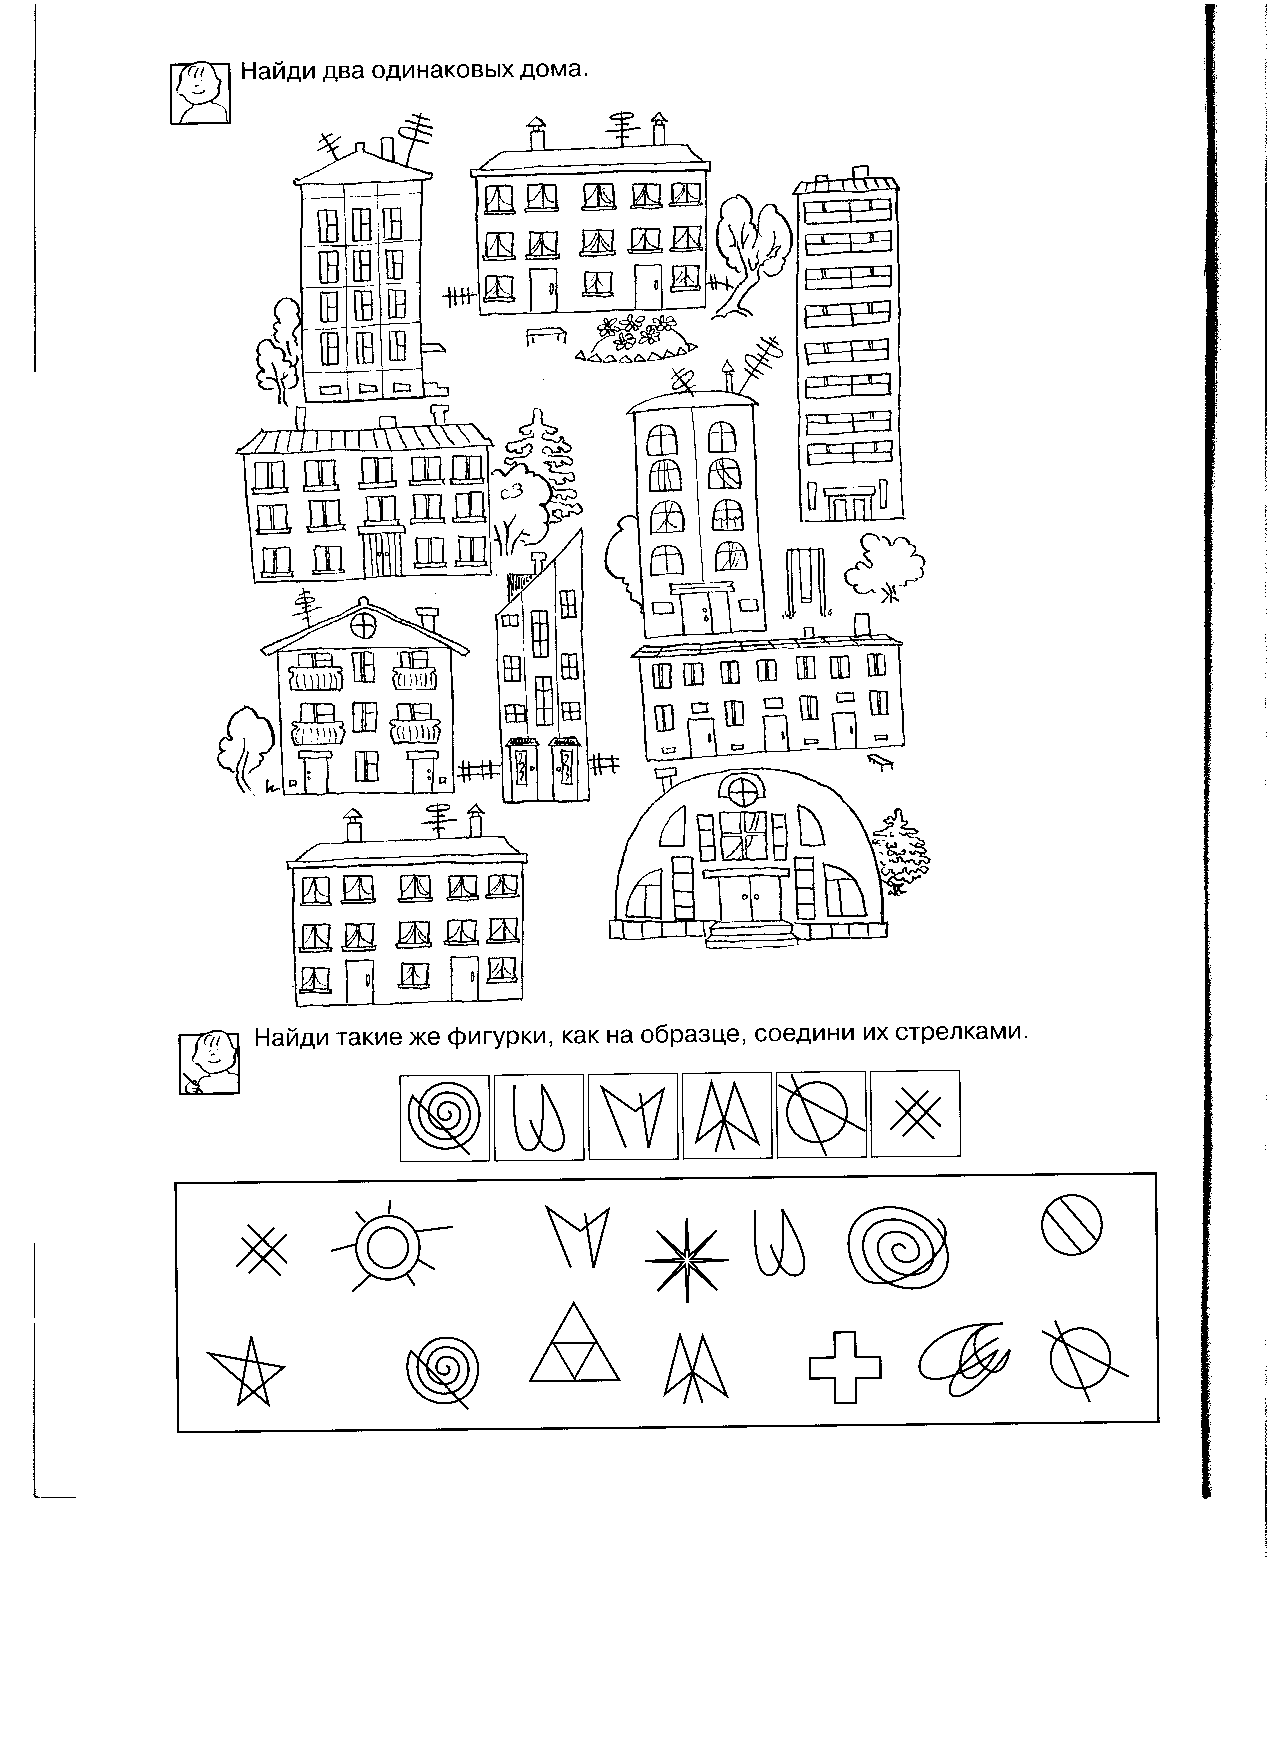 Найди два одинаковых дома.
Найди такие же фигурки, как на образце, соедини их стрелками.